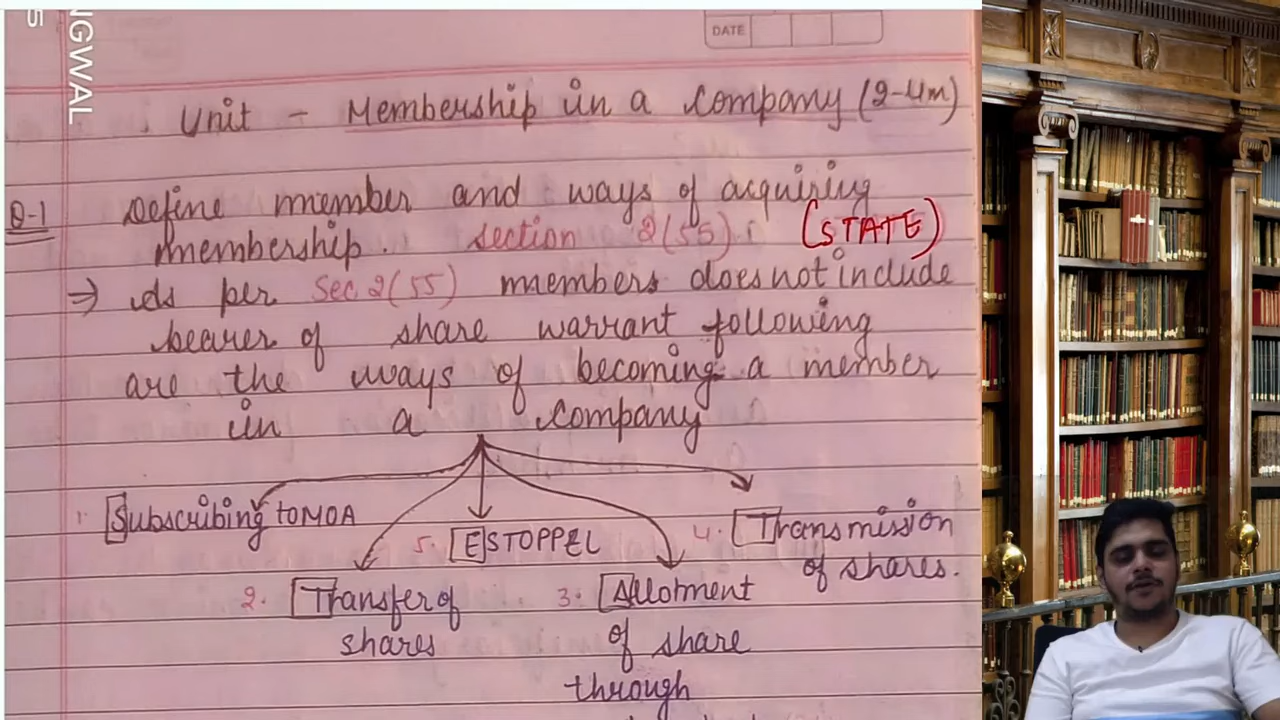 NGWAL
5
DATE
Unit - Membership in a company (2-4m)
Q-1 Define member and ways of acquiring
membership. section 2(55). (STATE)
⇒ As per Sec 2(55) members does not include
bearer of share warrant following
are the ways of becoming a member
in a company
1. Subscribing to MOA
5. ESTOPPEL
4. Transmission
of shares.
2. Transfer of
shares
3. Allotment
of share
through